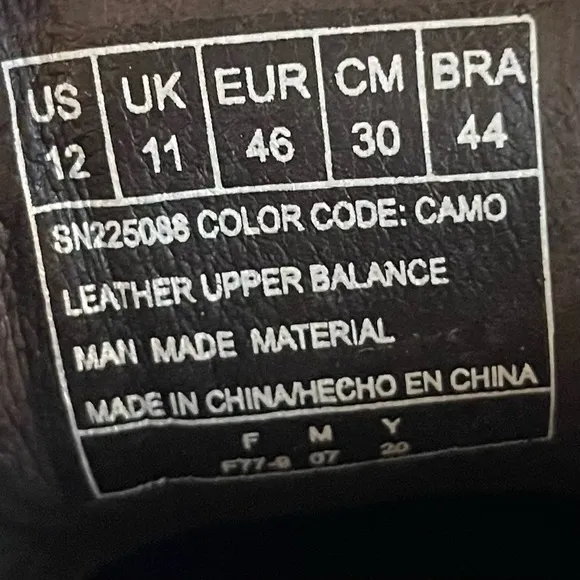 US UK EUR CM BRA
12 11 46 30 44
SN225088 COLOR CODE: CAMO
LEATHER UPPER BALANCE
MAN MADE MATERIAL
MADE IN CHINA/HECHO EN CHINA
F M Y
F77-9 07 20